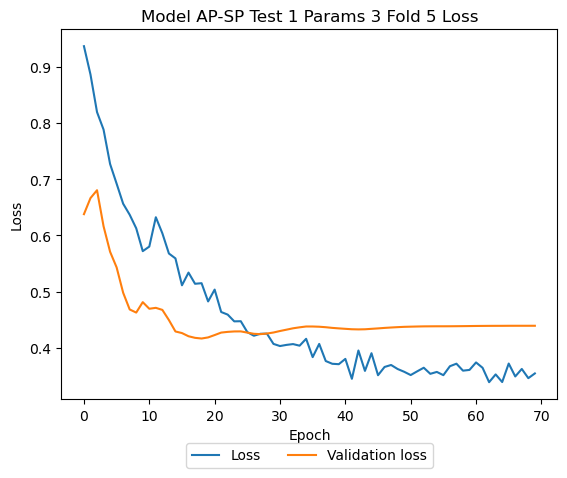 Model AP-SP Test 1 Params 3 Fold 5 Loss
0.9
0.8
0.7
0.6
0.5
0.4
Loss
0 10 20 30 40 50 60 70
Epoch
Loss Validation loss